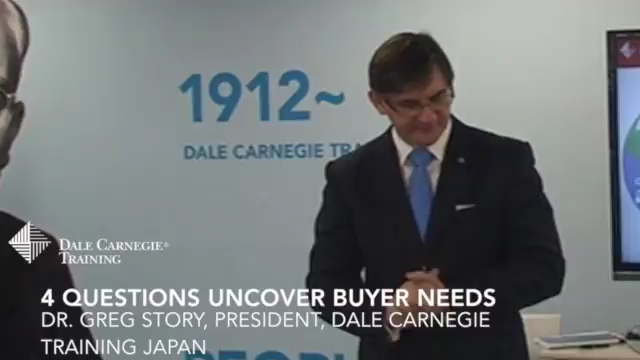 1912~
DALE CARNEGIE TRA
DALE CARNEGIE®
TRAINING
4 QUESTIONS UNCOVER BUYER NEEDS
DR. GREG STORY, PRESIDENT, DALE CARNEGIE
TRAINING JAPAN